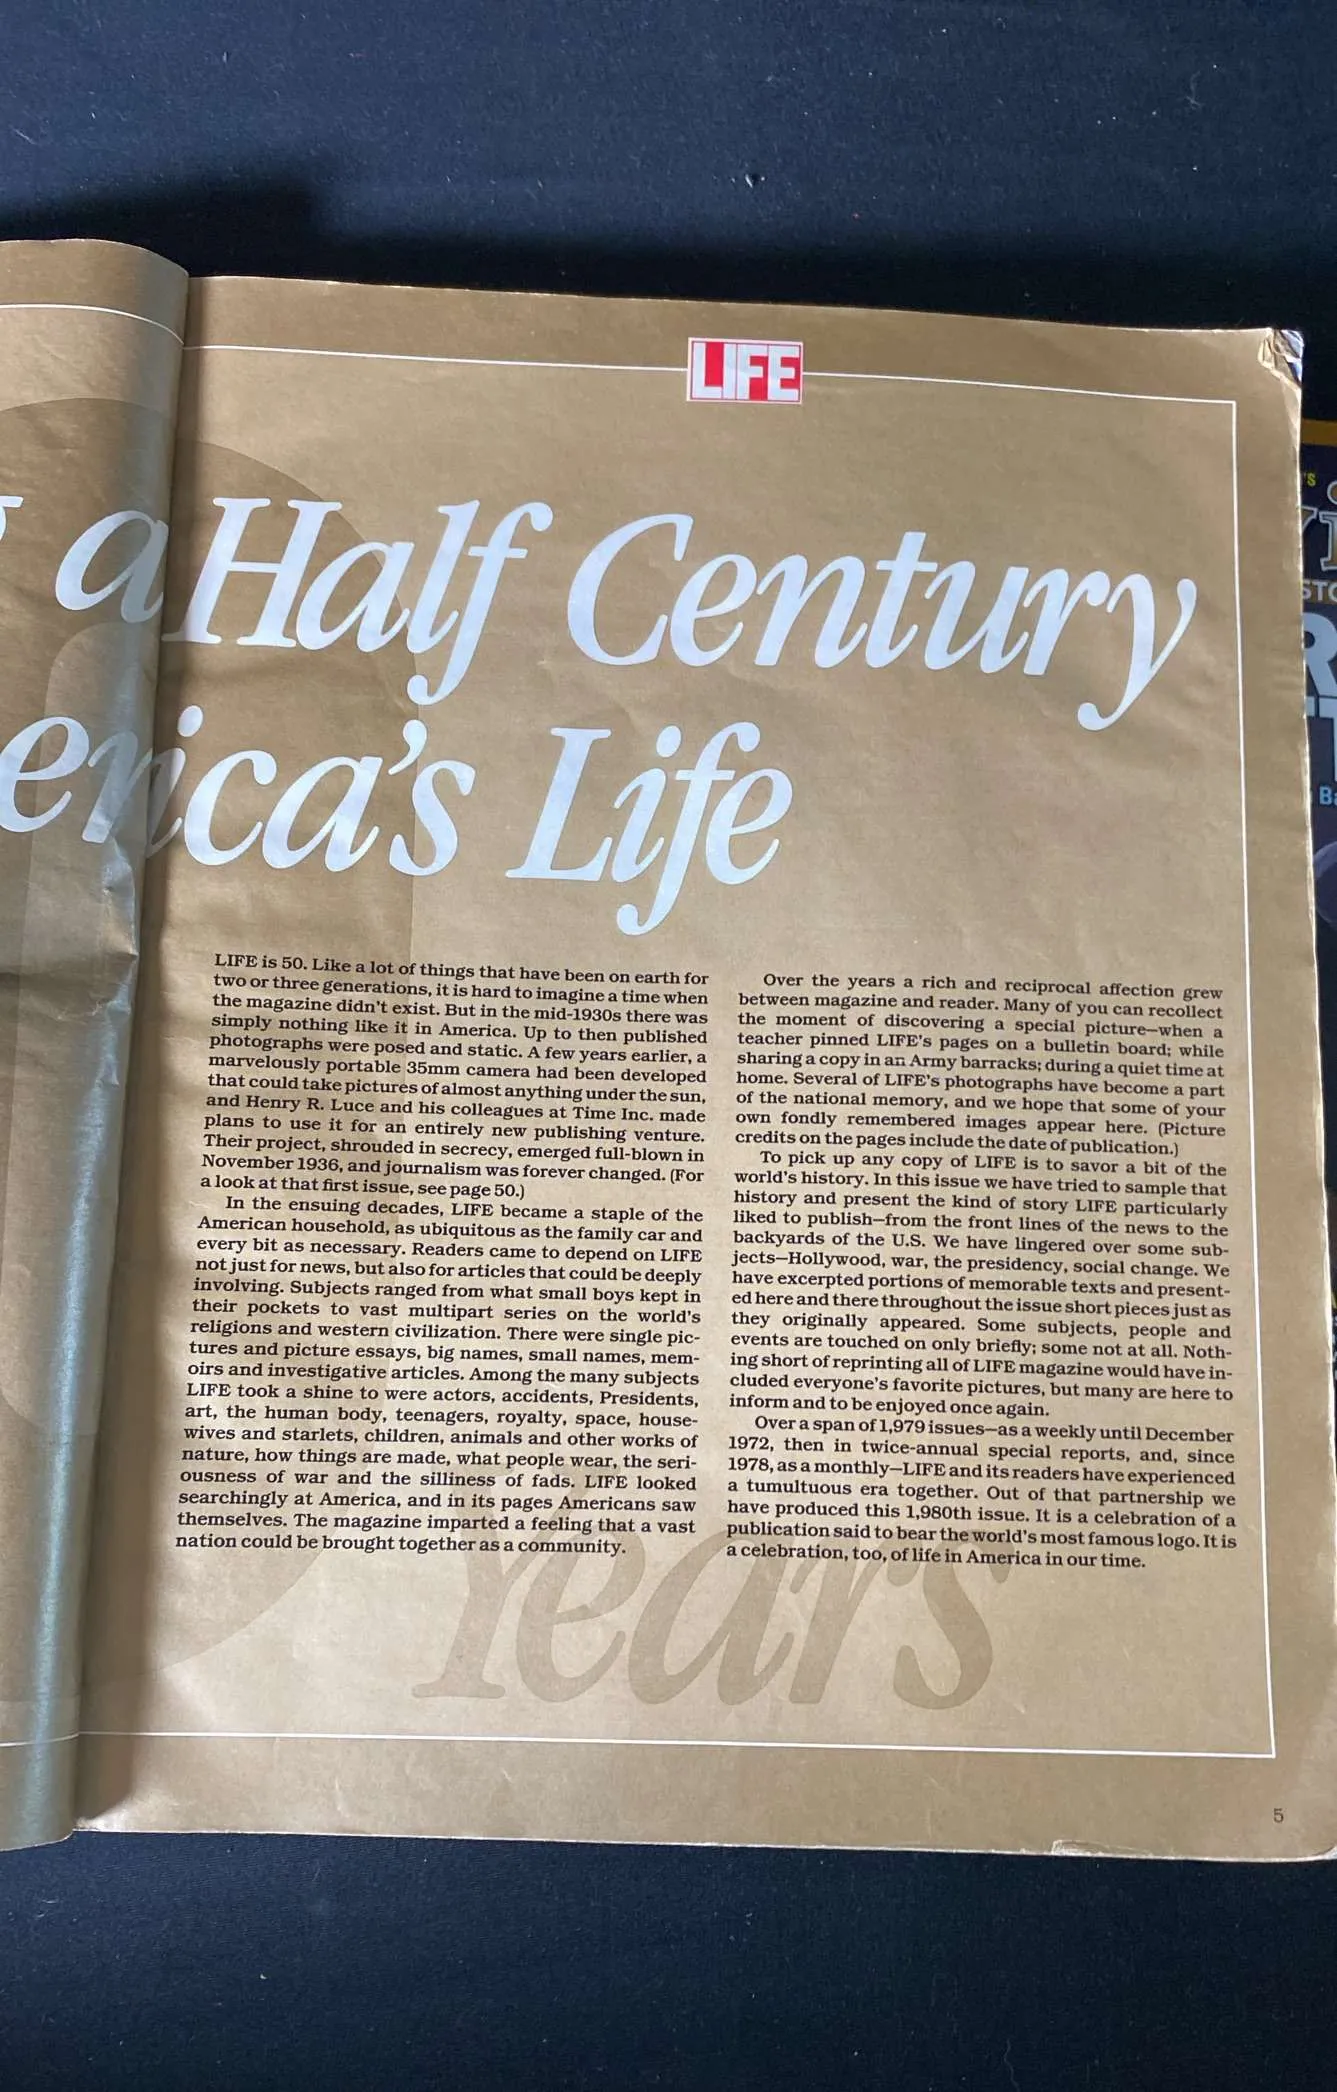 LIFE
a Half Century
erica's Life
LIFE is 50. Like a lot of things that have been on earth for
two or three generations, it is hard to imagine a time when
the magazine didn't exist. But in the mid-1930s there was
simply nothing like it in America. Up to then published
photographs were posed and static. A few years earlier, a
marvelously portable 35mm camera had been developed
that could take pictures of almost anything under the sun,
and Henry R. Luce and his colleagues at Time Inc. made
plans to use it for an entirely new publishing venture.
Their project, shrouded in secrecy, emerged full-blown in
November 1936, and journalism was forever changed. (For
a look at that first issue, see page 50.)
In the ensuing decades, LIFE became a staple of the
American household, as ubiquitous as the family car and
every bit as necessary. Readers came to depend on LIFE
not just for news, but also for articles that could be deeply
involving. Subjects ranged from what small boys kept in
their pockets to vast multipart series on the world's
religions and western civilization. There were single pic-
tures and picture essays, big names, small names, mem-
oirs and investigative articles. Among the many subjects
LIFE took a shine to were actors, accidents, Presidents,
art, the human body, teenagers, royalty, space, house-
wives and starlets, children, animals and other works of
nature, how things are made, what people wear, the seri-
ousness of war and the silliness of fads. LIFE looked
searchingly at America, and in its pages Americans saw
themselves. The magazine imparted a feeling that a vast
nation could be brought together as a community.
Over the years a rich and reciprocal affection grew
between magazine and reader. Many of you can recollect
the moment of discovering a special picture—when a
teacher pinned LIFE's pages on a bulletin board; while
sharing a copy in an Army barracks; during a quiet time at
home. Several of LIFE's photographs have become a part
of the national memory, and we hope that some of your
own fondly remembered images appear here. (Picture
credits on the pages include the date of publication.)
To pick up any copy of LIFE is to savor a bit of the
world's history. In this issue we have tried to sample that
history and present the kind of story LIFE particularly
liked to publish—from the front lines of the news to the
backyards of the U.S. We have lingered over some sub-
jects—Hollywood, war, the presidency, social change. We
have excerpted portions of memorable texts and present-
ed here and there throughout the issue short pieces just as
they originally appeared. Some subjects, people and
events are touched on only briefly; some not at all. Noth-
ing short of reprinting all of LIFE magazine would have in-
cluded everyone's favorite pictures, but many are here to
inform and to be enjoyed once again.
Over a span of 1,979 issues—as a weekly until December
1972, then in twice-annual special reports, and, since
1978, as a monthly—LIFE and its readers have experienced
a tumultuous era together. Out of that partnership we
have produced this 1,980th issue. It is a celebration of a
publication said to bear the world's most famous logo. It is
a celebration, too, of life in America in our time.
Years
5